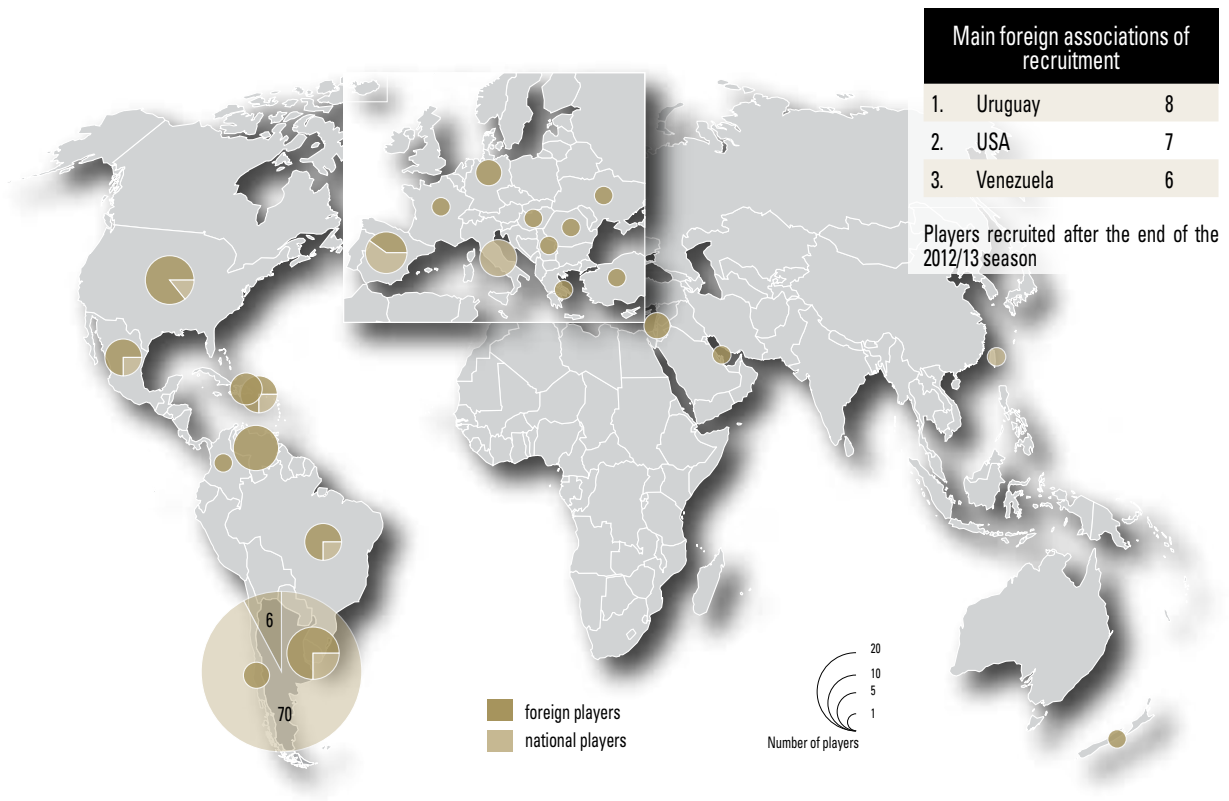 Main foreign associations of
recruitment
1. Uruguay 8
2. USA 7
3. Venezuela 6
Players recruited after the end of the
2012/13 season
6
70
foreign players
national players
20
10
5
1
Number of players